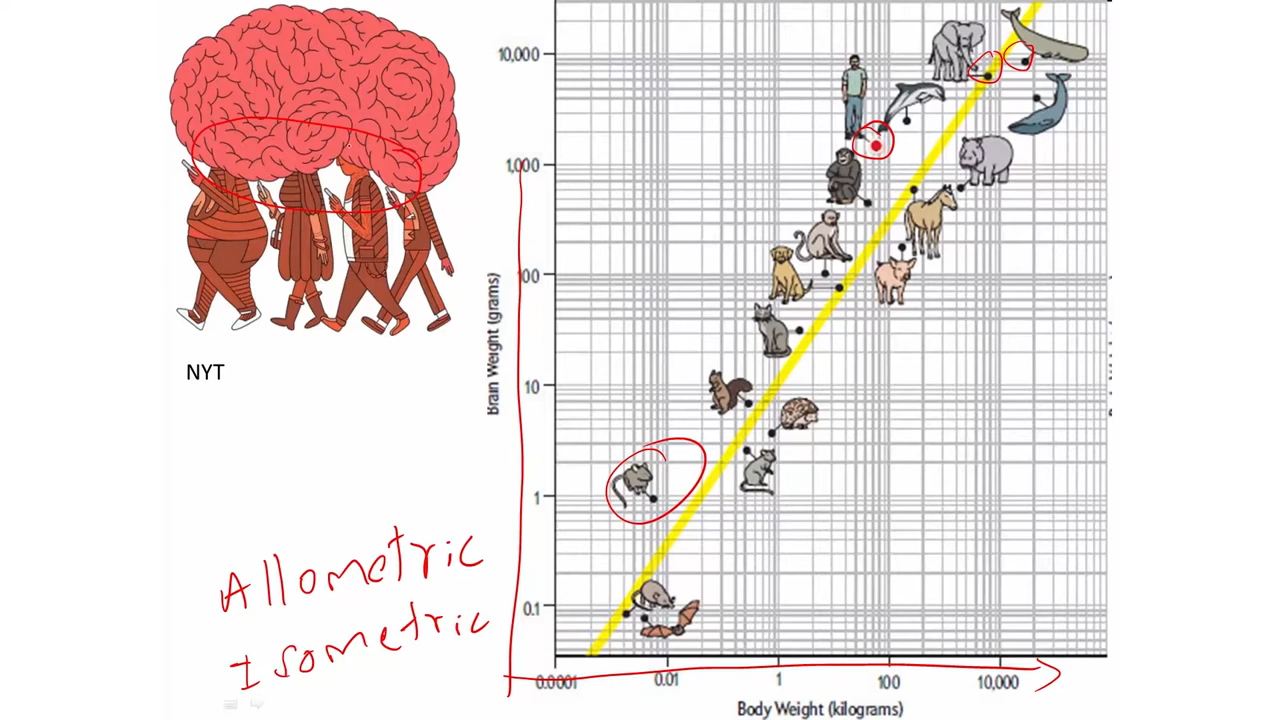 NYT
Allometric
Isometric
Brain Weight (grams)
10,000
1,000
100
10
1
0.1
0.0001
0.01
1
100
10,000
Body Weight (kilograms)